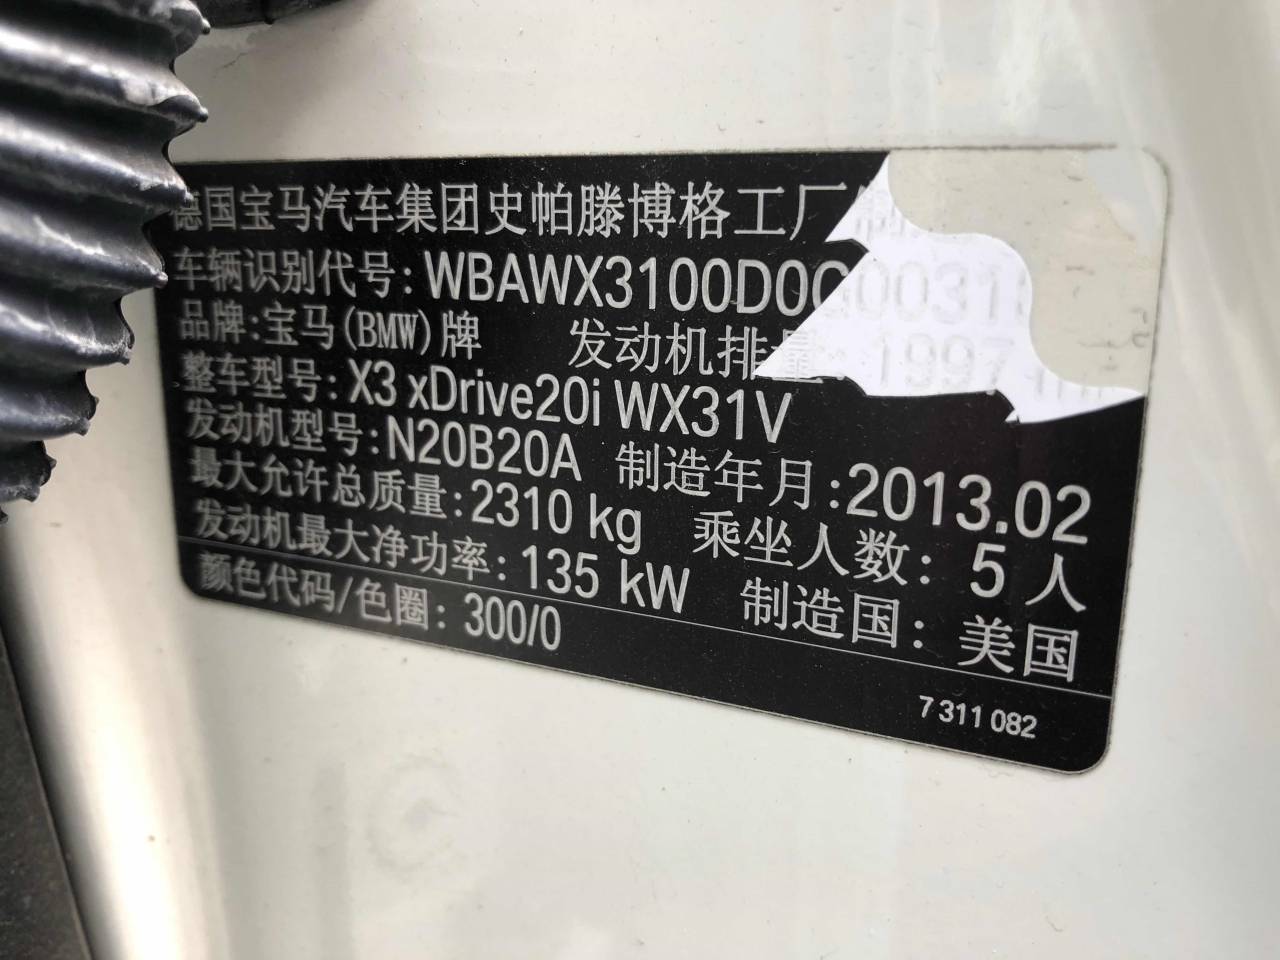 德国宝马汽车集团史帕滕博格工厂制
车辆识别代号:WBAWX3100D0G0031
品牌:宝马(BMW)牌 发动机排量:1997
整车型号:X3 xDrive20i WX31V
发动机型号:N20B20A 制造年月:2013.02
最大允许总质量:2310 kg 乘坐人数:5人
发动机最大净功率:135 kW 制造国:美国
颜色代码/色圈:300/0
7 311 082